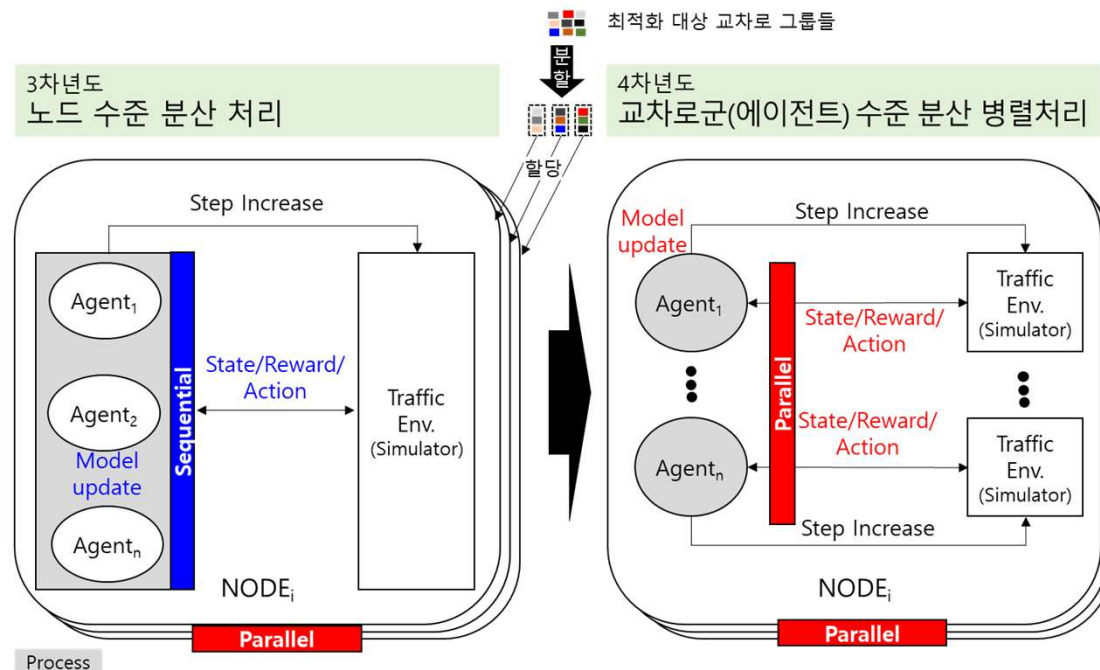 최적화 대상 교차로 그룹들
분할
할당
3차년도
노드 수준 분산 처리
Step Increase
Agent₁
Agent₂
Model
update
Agentₙ
Sequential
State/Reward/
Action
Traffic
Env.
(Simulator)
NODEᵢ
Parallel
Process
4차년도
교차로군(에이전트) 수준 분산 병렬처리
Model
update
Step Increase
Agent₁
State/Reward/
Action
Traffic
Env.
(Simulator)
Parallel
State/Reward/
Action
Agentₙ
Traffic
Env.
(Simulator)
Step Increase
NODEᵢ
Parallel